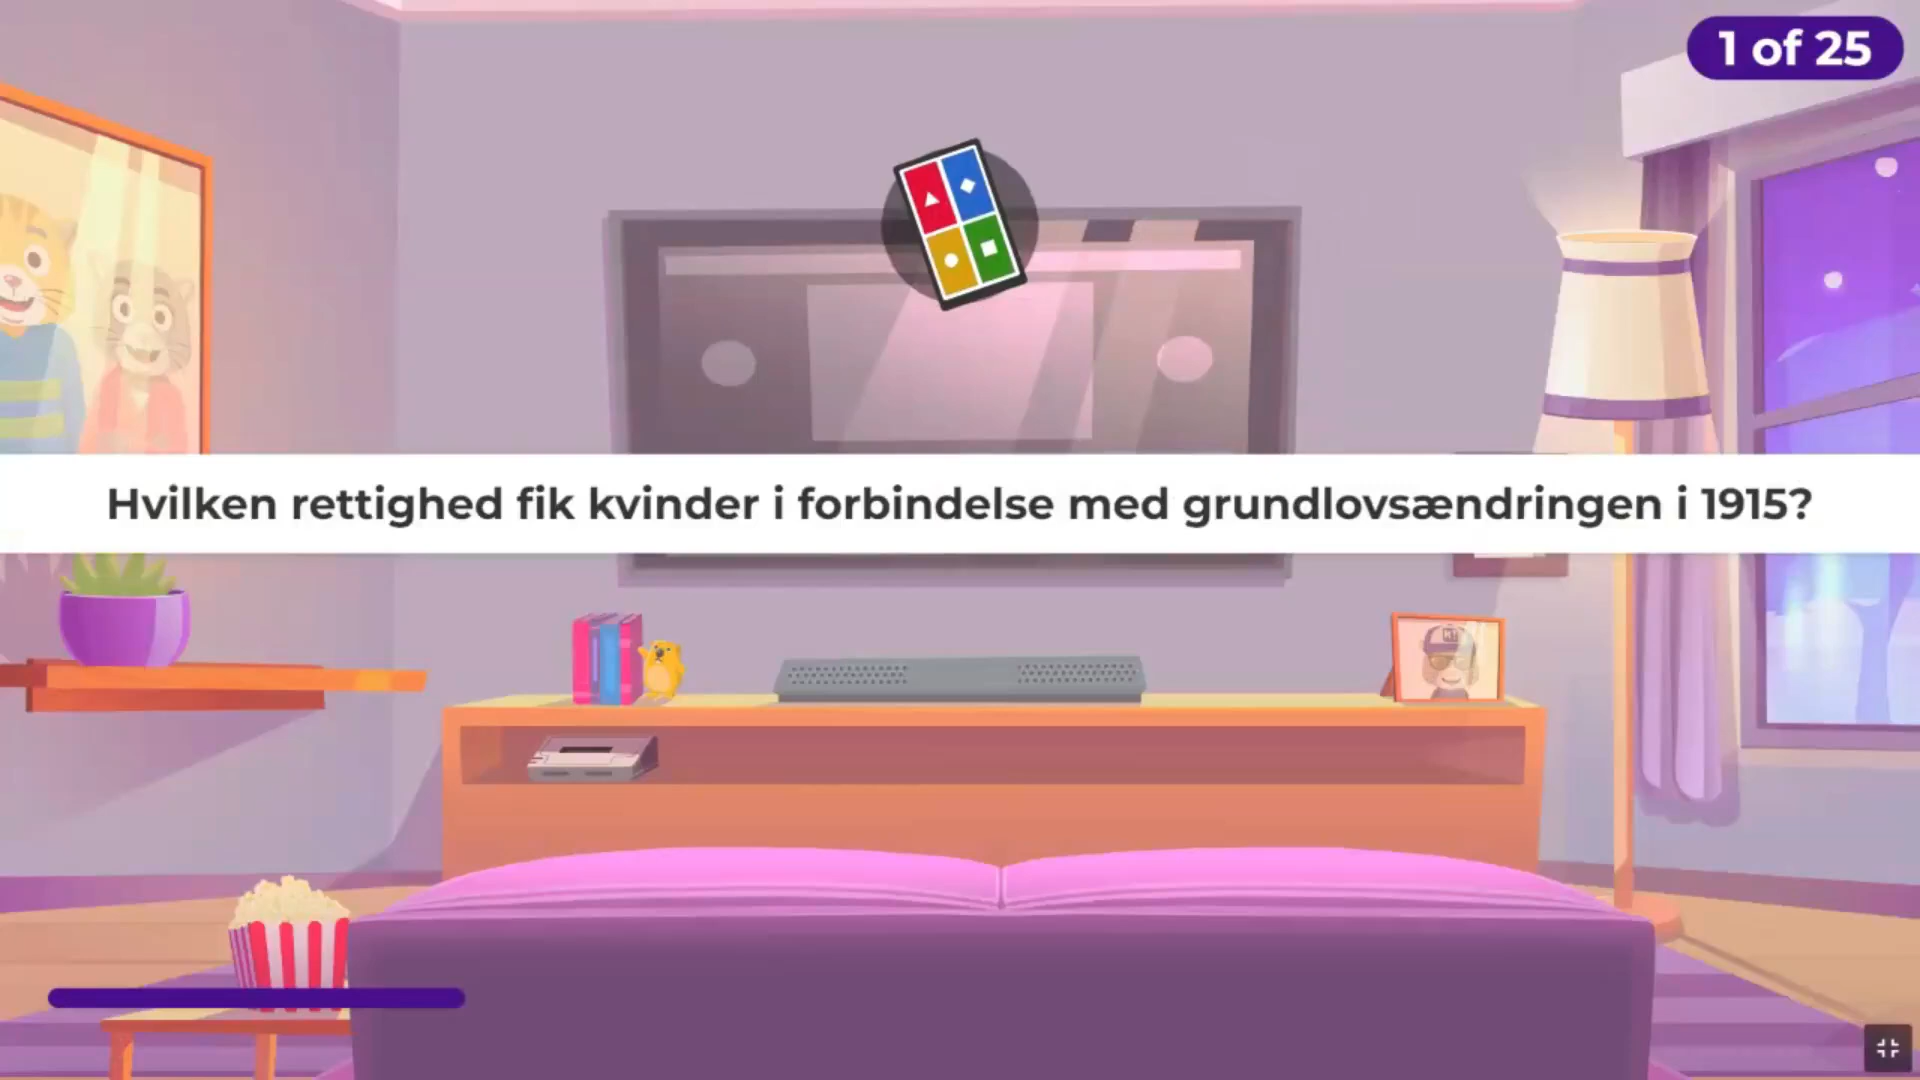 1 of 25
Hvilken rettighed fik kvinder i forbindelse med grundlovsændringen i 1915?